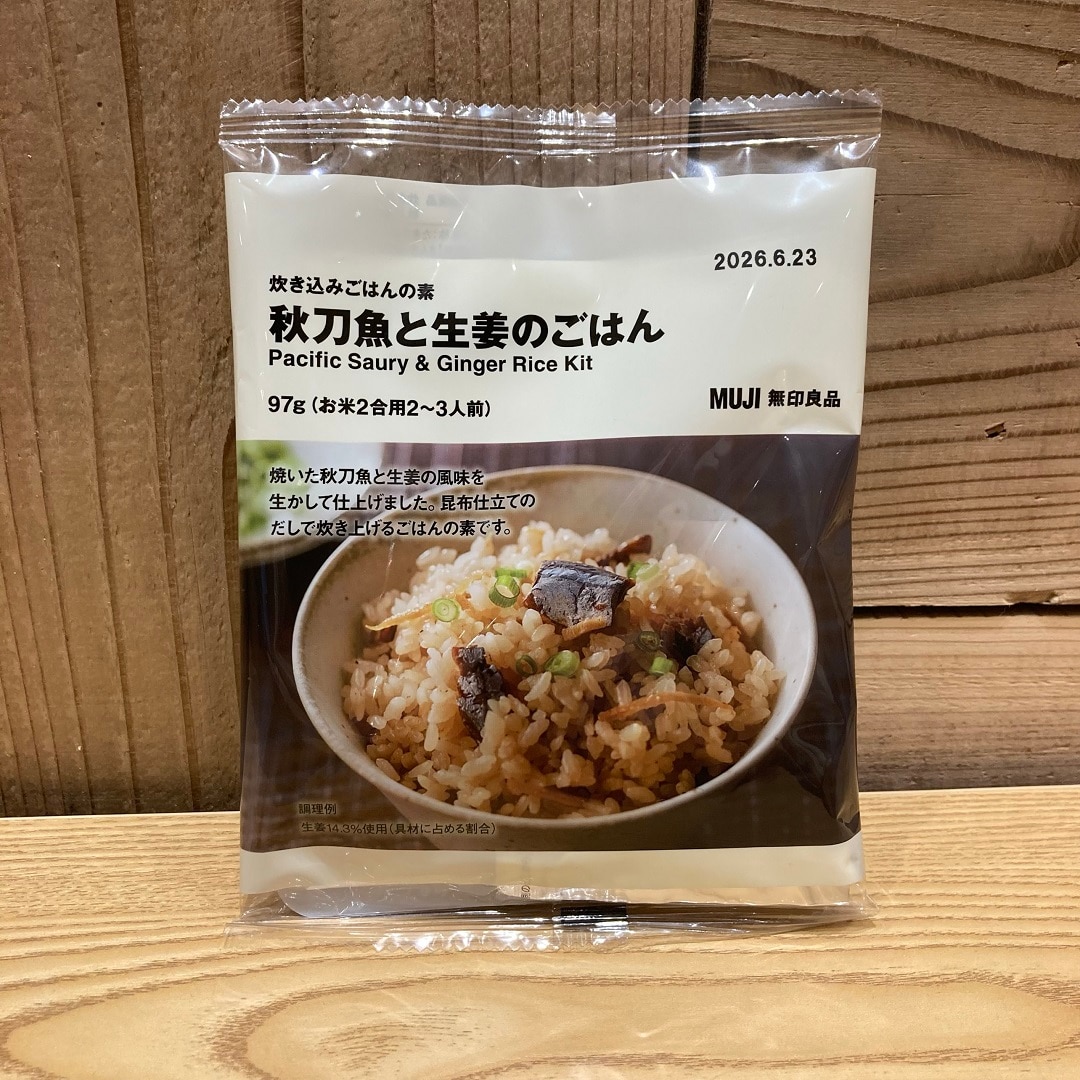 2026.6.23
炊き込みごはんの素
秋刀魚と生姜のごはん
Pacific Saury & Ginger Rice Kit
97g(お米2合用2〜3人前)
MUJI 無印良品
焼いた秋刀魚と生姜の風味を
生かして仕上げました。昆布仕立ての
だしで炊き上げるごはんの素です。
調理例
生姜14.3%使用(具材に占める割合)